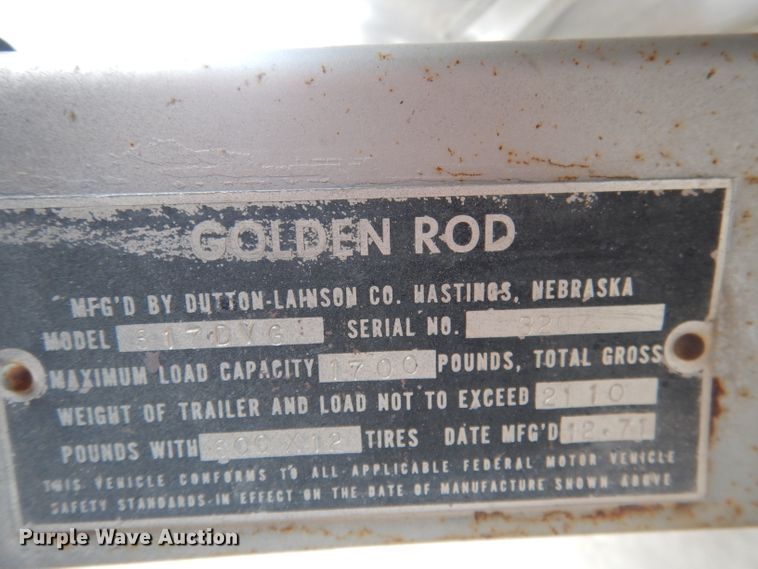 GOLDEN ROD
MFG'D BY DUTTON-LAINSON CO. HASTINGS, NEBRASKA
MODEL 617DVG SERIAL NO.
MAXIMUM LOAD CAPACITY 1700 POUNDS, TOTAL GROSS
WEIGHT OF TRAILER AND LOAD NOT TO EXCEED 2110
POUNDS WITH 600 X 12 TIRES DATE MFG'D 12-71
THIS VEHICLE CONFORMS TO ALL APPLICABLE FEDERAL MOTOR VEHICLE
SAFETY STANDARDS IN EFFECT ON THE DATE OF MANUFACTURE SHOWN ABOVE
Purple Wave Auction